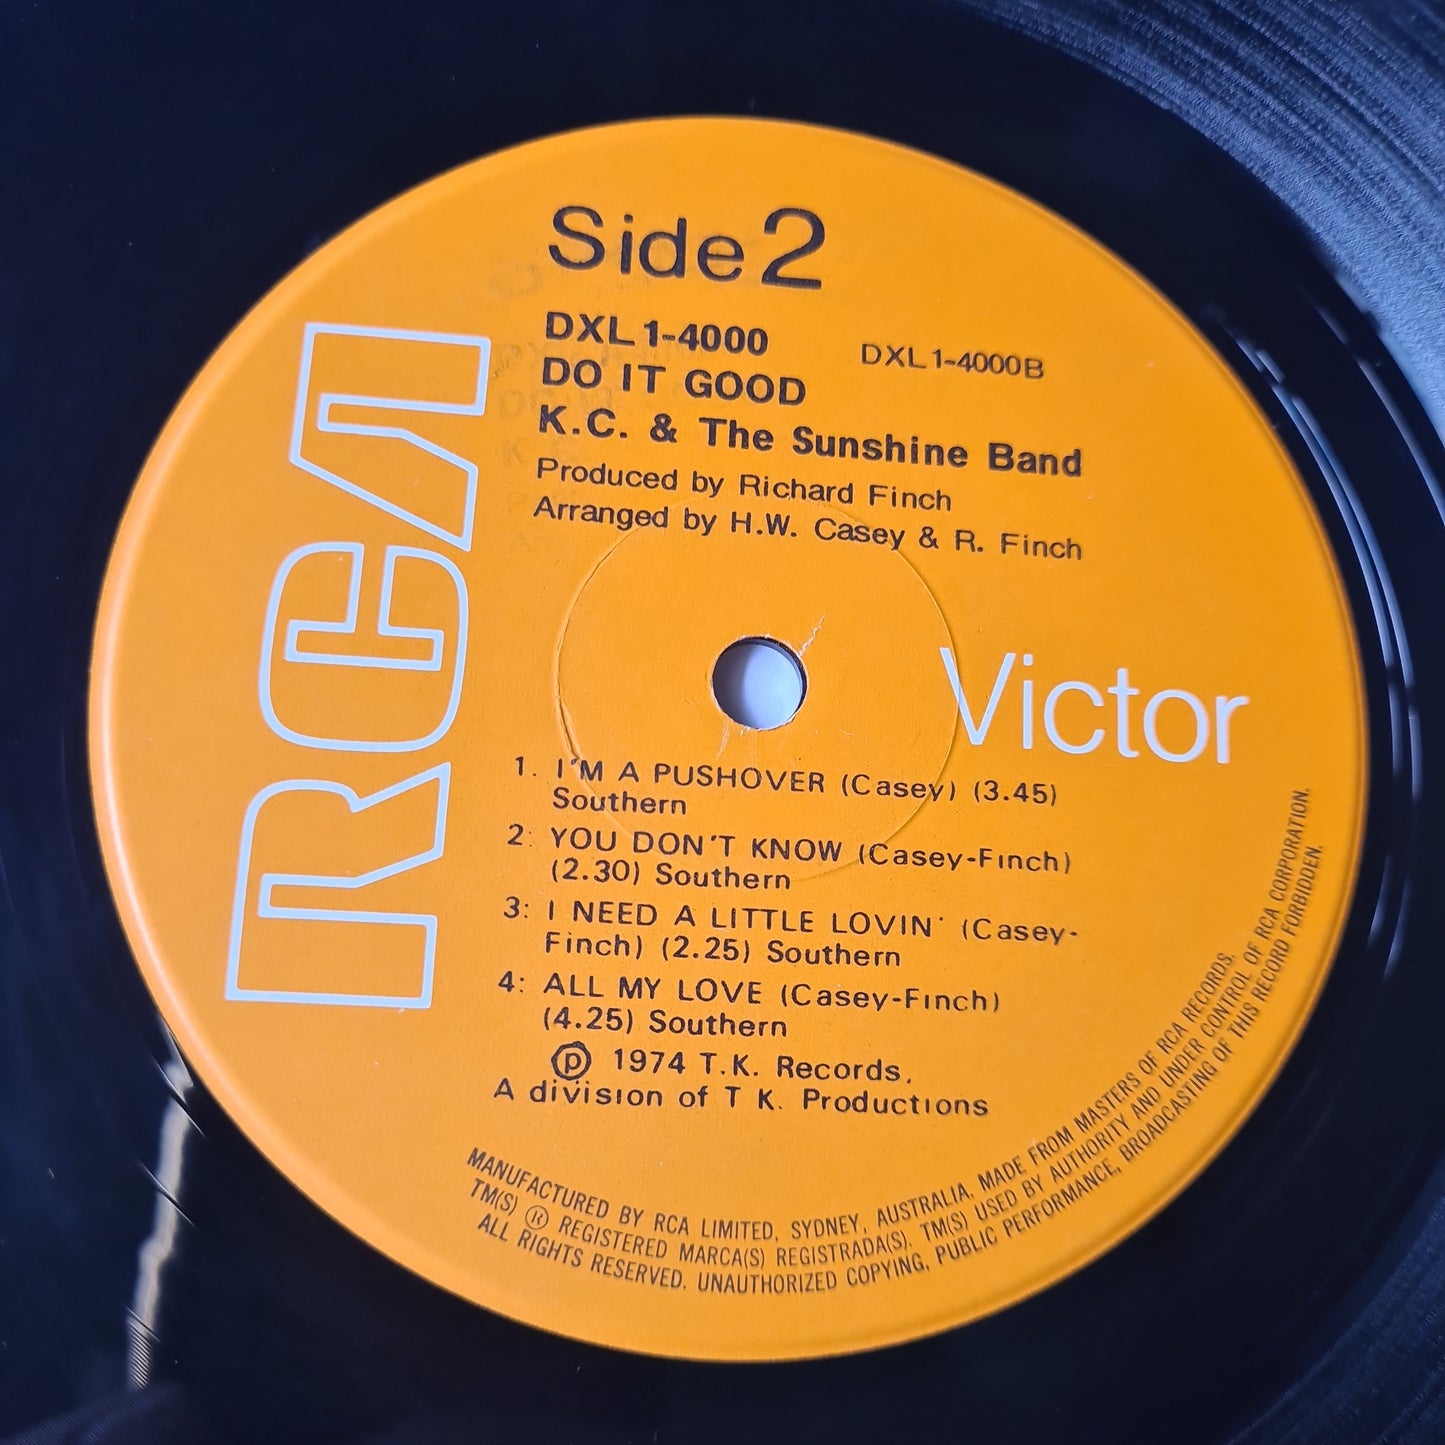 Side 2
DXL 1-4000
DXL 1-4000B
DO IT GOOD
K.C. & The Sunshine Band
Produced by Richard Finch
Arranged by H.W. Casey & R. Finch
RCA
Victor
1. I'M A PUSHOVER (Casey) (3.45)
Southern
2: YOU DON'T KNOW (Casey-Finch)
(2.30) Southern
3: I NEED A LITTLE LOVIN' (Casey-
Finch) (2.25) Southern
4: ALL MY LOVE (Casey-Finch)
(4.25) Southern
℗ 1974 T.K. Records.
A division of T K. Productions
MANUFACTURED BY RCA LIMITED, SYDNEY, AUSTRALIA. MADE FROM MASTERS OF RCA RECORDS.
TM(S) ® REGISTERED MARCA(S) REGISTRADA(S). TM(S) USED BY AUTHORITY AND UNDER CONTROL OF RCA CORPORATION.
ALL RIGHTS RESERVED. UNAUTHORIZED COPYING, PUBLIC PERFORMANCE, BROADCASTING OF THIS RECORD FORBIDDEN.